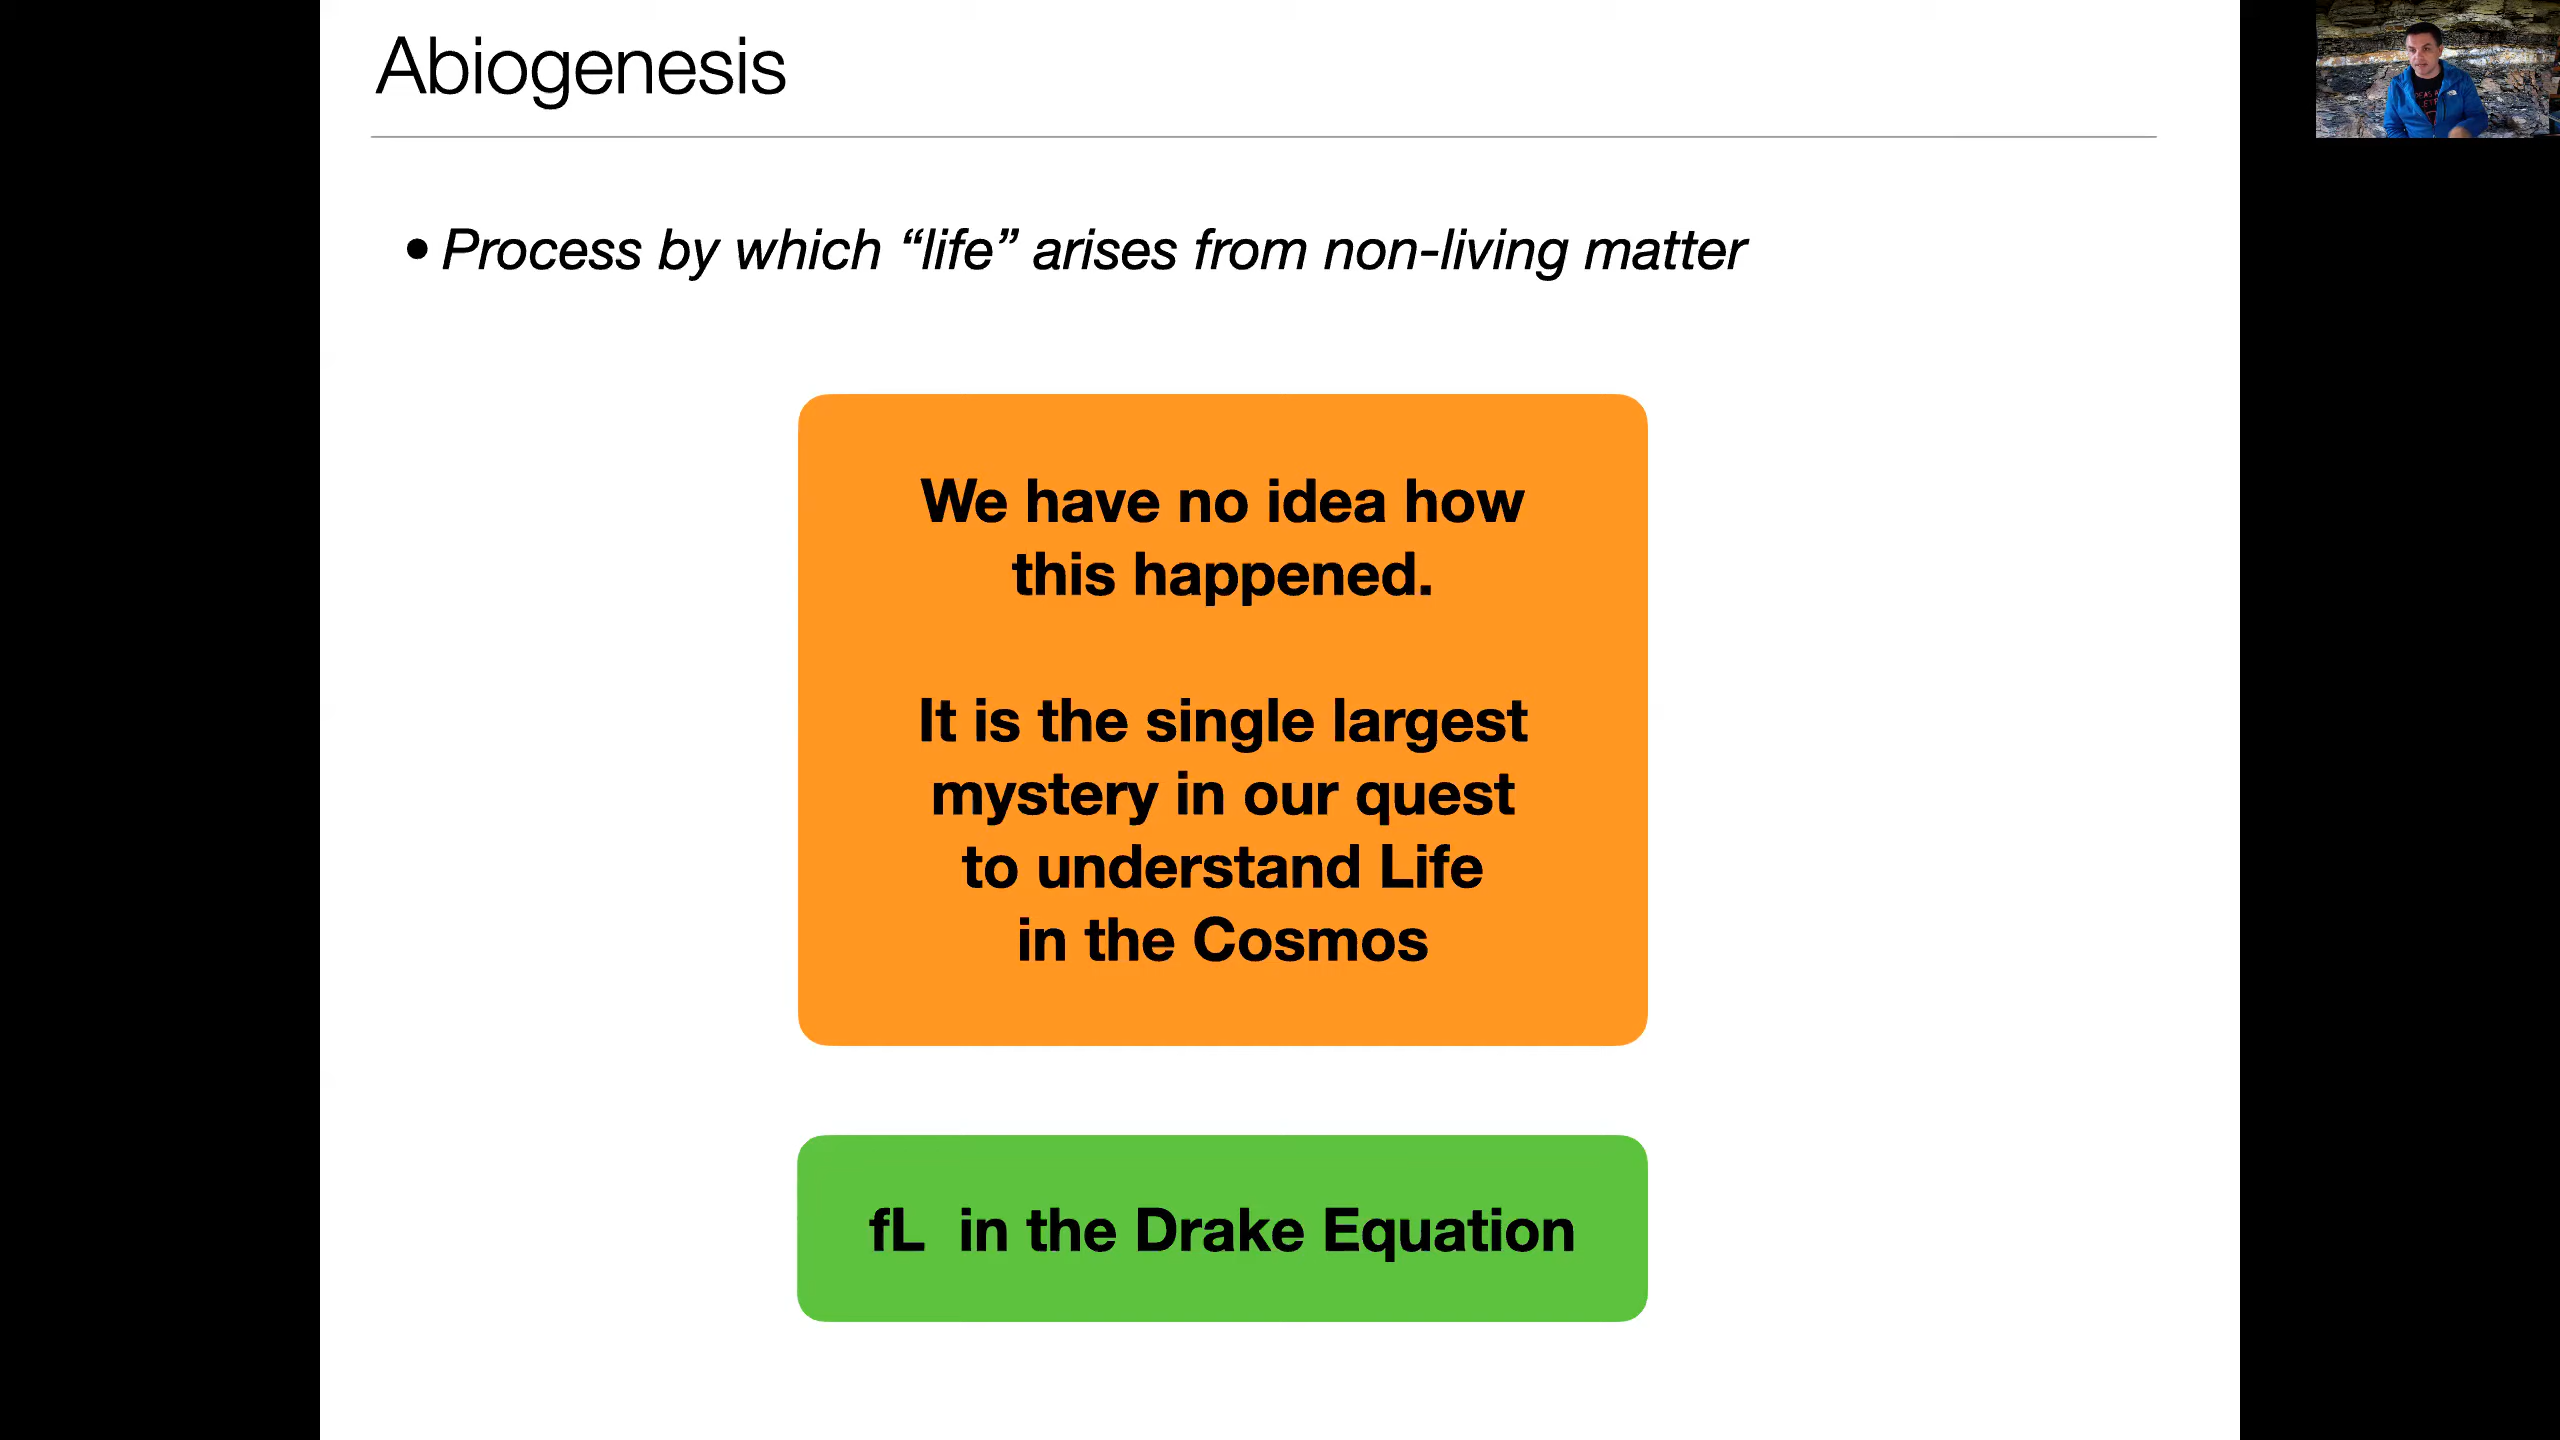 Abiogenesis
• Process by which “life” arises from non-living matter
We have no idea how
this happened.
It is the single largest
mystery in our quest
to understand Life
in the Cosmos
fL in the Drake Equation